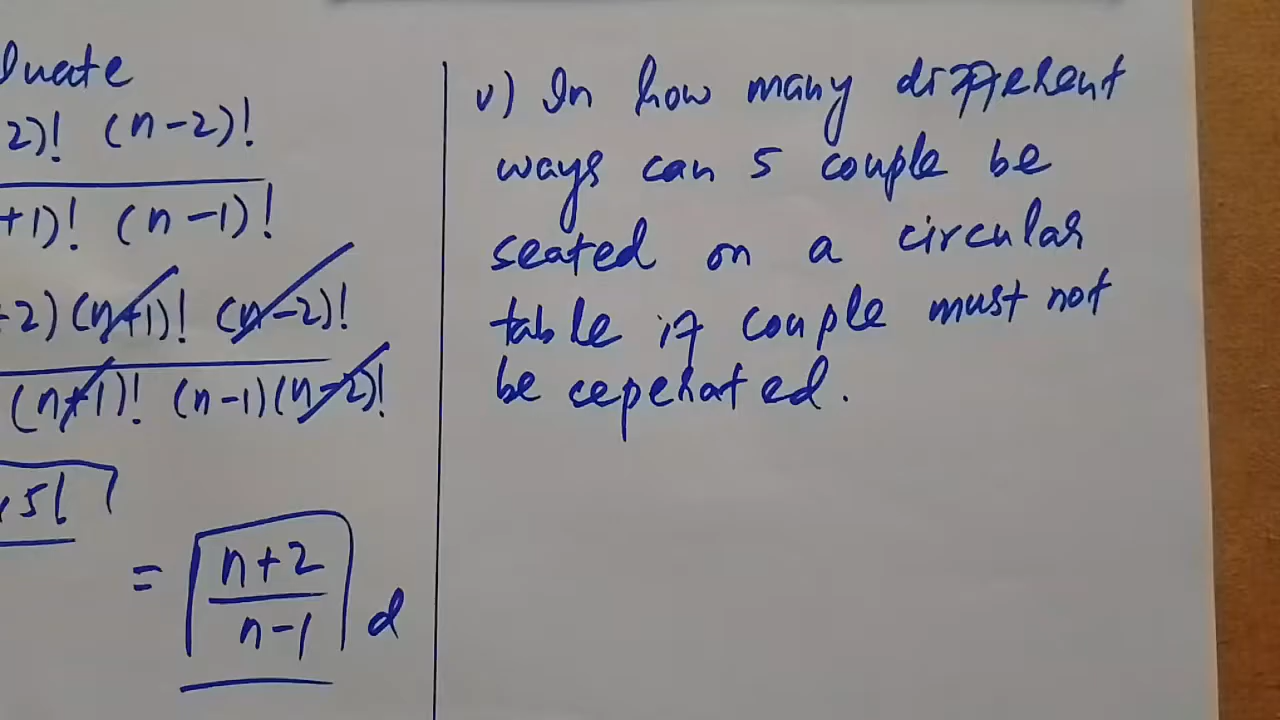 luate
2)! (n-2)!
+1)! (n-1)!
+2)(n+1)! (n-2)!
(n+1)! (n-1)(n-2)!
5!
= n+2
n-1
v) In how many different
ways can 5 couple be
seated on a circular
table if couple must not
be ceperated.